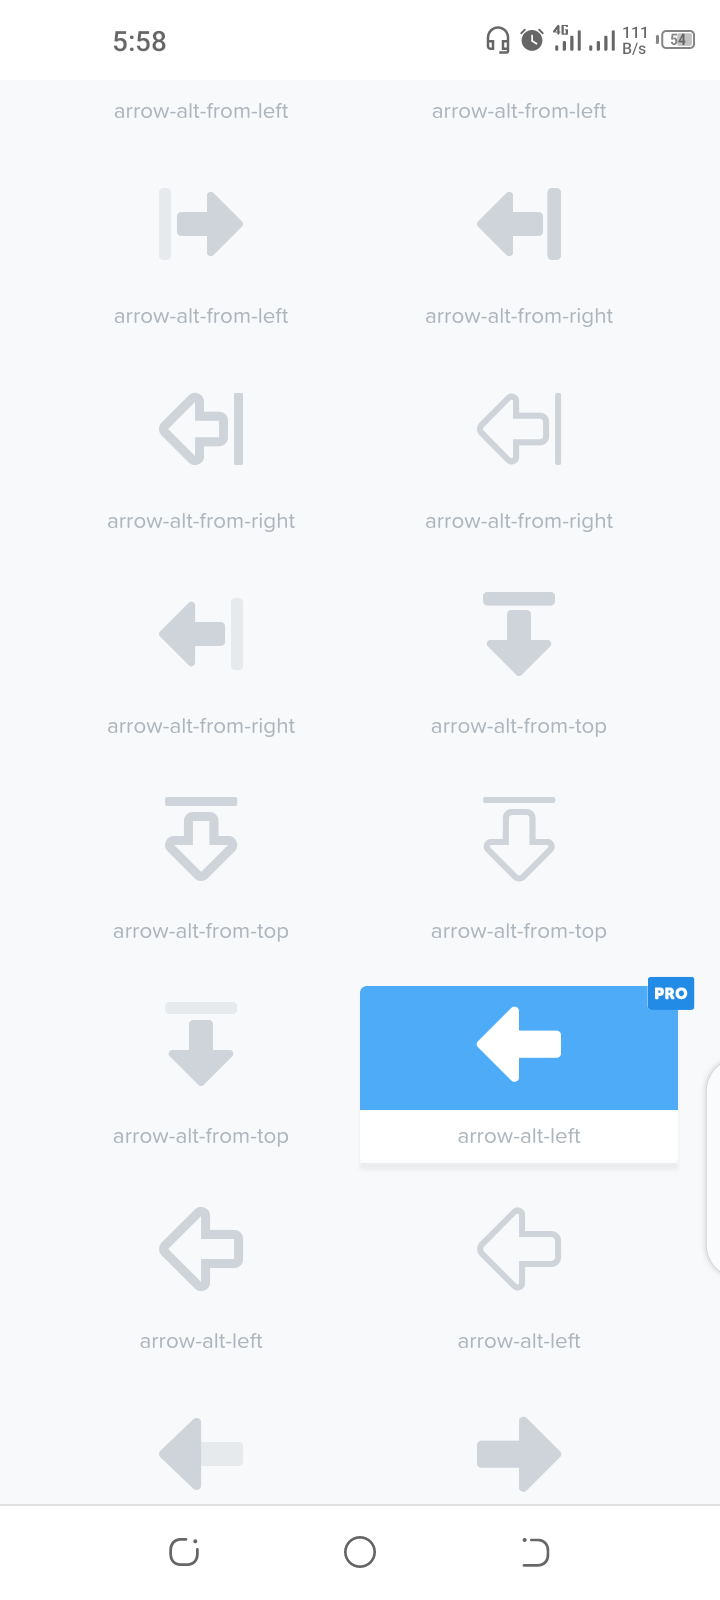 5:58
4G
111
B/s
54
arrow-alt-from-left
arrow-alt-from-left
arrow-alt-from-left
arrow-alt-from-right
arrow-alt-from-right
arrow-alt-from-right
arrow-alt-from-right
arrow-alt-from-top
arrow-alt-from-top
arrow-alt-from-top
PRO
arrow-alt-from-top
arrow-alt-left
arrow-alt-left
arrow-alt-left